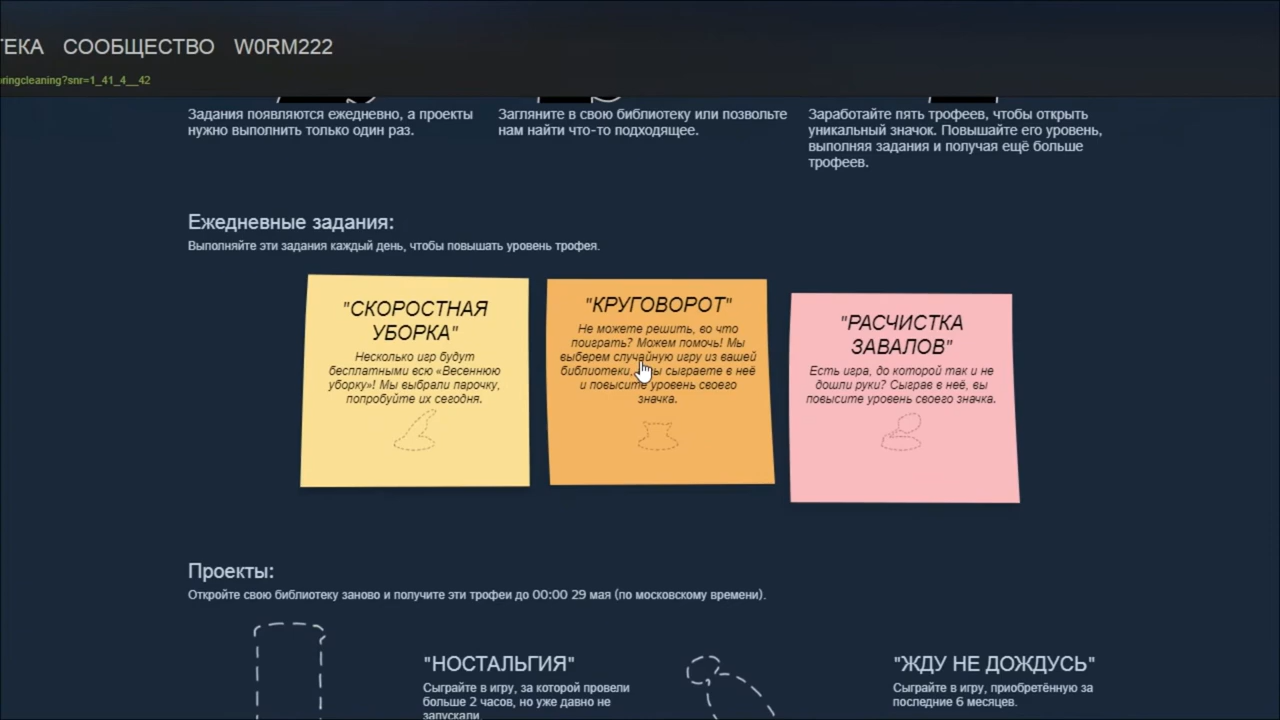 ТЕКА СООБЩЕСТВО W0RM222
ringcleaning?snr=1_41_4__42
Задания появляются ежедневно, а проекты
нужно выполнить только один раз.
Загляните в свою библиотеку или позвольте
нам найти что-то подходящее.
Заработайте пять трофеев, чтобы открыть
уникальный значок. Повышайте его уровень,
выполняя задания и получая ещё больше
трофеев.
Ежедневные задания:
Выполняйте эти задания каждый день, чтобы повышать уровень трофея.
"СКОРОСТНАЯ
УБОРКА"
Несколько игр будут
бесплатными всю «Весеннюю
уборку»! Мы выбрали парочку,
попробуйте их сегодня.
"КРУГОВОРОТ"
Не можете решить, во что
поиграть? Можем помочь! Мы
выберем случайную игру из вашей
библиотеки, вы сыграете в неё
и повысите уровень своего
значка.
"РАСЧИСТКА
ЗАВАЛОВ"
Есть игра, до которой так и не
дошли руки? Сыграв в неё, вы
повысите уровень своего значка.
Проекты:
Откройте свою библиотеку заново и получите эти трофеи до 00:00 29 мая (по московскому времени).
"НОСТАЛЬГИЯ"
Сыграйте в игру, за которой провели
больше 2 часов, но уже давно не
запускали.
"ЖДУ НЕ ДОЖДУСЬ"
Сыграйте в игру, приобретённую за
последние 6 месяцев.